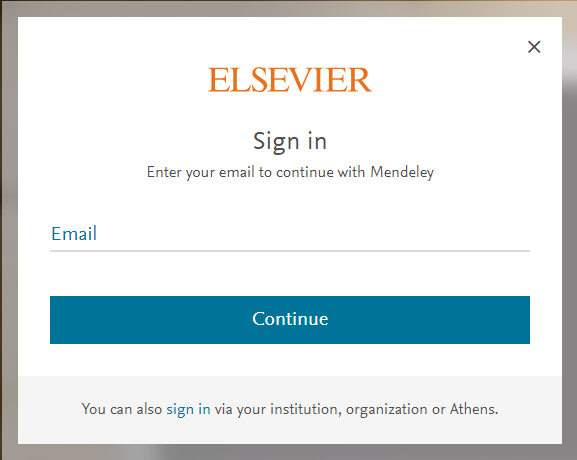 ELSEVIER
Sign in
Enter your email to continue with Mendeley
Email
Continue
You can also sign in via your institution, organization or Athens.